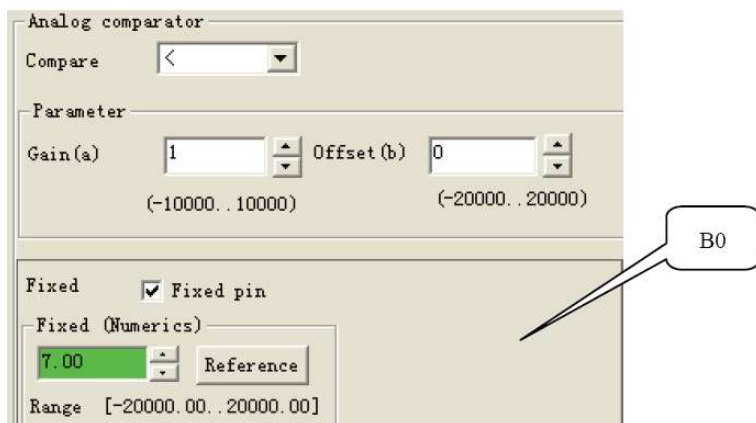 Analog comparator
Compare <
Parameter
Gain(a) 1 Offset(b) 0
(-10000..10000) (-20000..20000)
B0
Fixed Fixed pin
Fixed (Numerics)
7.00 Reference
Range [-20000.00..20000.00]